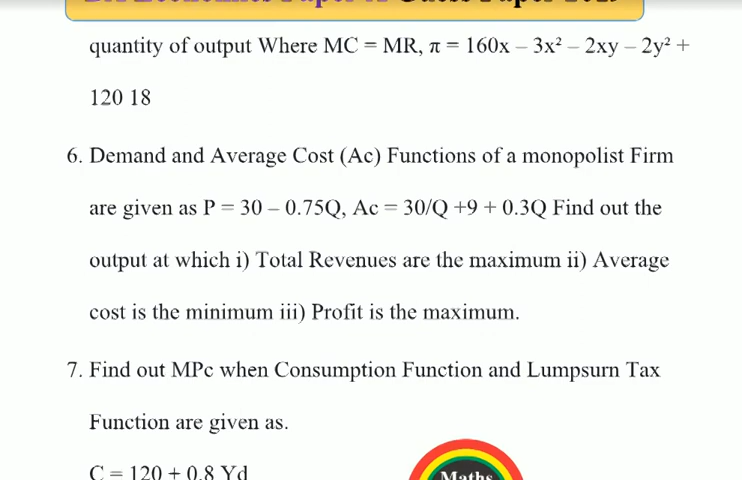 quantity of output Where MC = MR, π = 160x – 3x² – 2xy – 2y² +
120 18
6. Demand and Average Cost (Ac) Functions of a monopolist Firm
are given as P = 30 – 0.75Q, Ac = 30/Q +9 + 0.3Q Find out the
output at which i) Total Revenues are the maximum ii) Average
cost is the minimum iii) Profit is the maximum.
7. Find out MPc when Consumption Function and Lumpsurn Tax
Function are given as.
C = 120 + 0.8 Yd
Maths